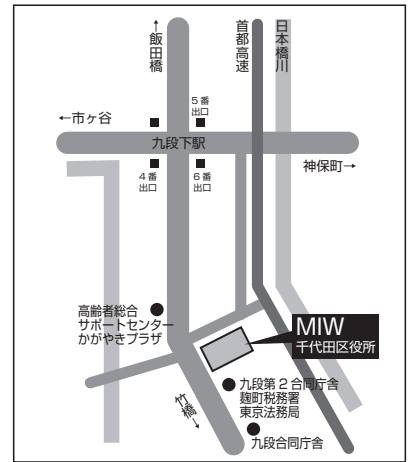 ←飯田橋
首都高速
日本橋川
←市ヶ谷
5番
出口
九段下駅
神保町→
4番
出口
6番
出口
高齢者総合
サポートセンター
かがやきプラザ
MIW
千代田区役所
九段第2合同庁舎
麹町税務署
東京法務局
竹橋→
九段合同庁舎